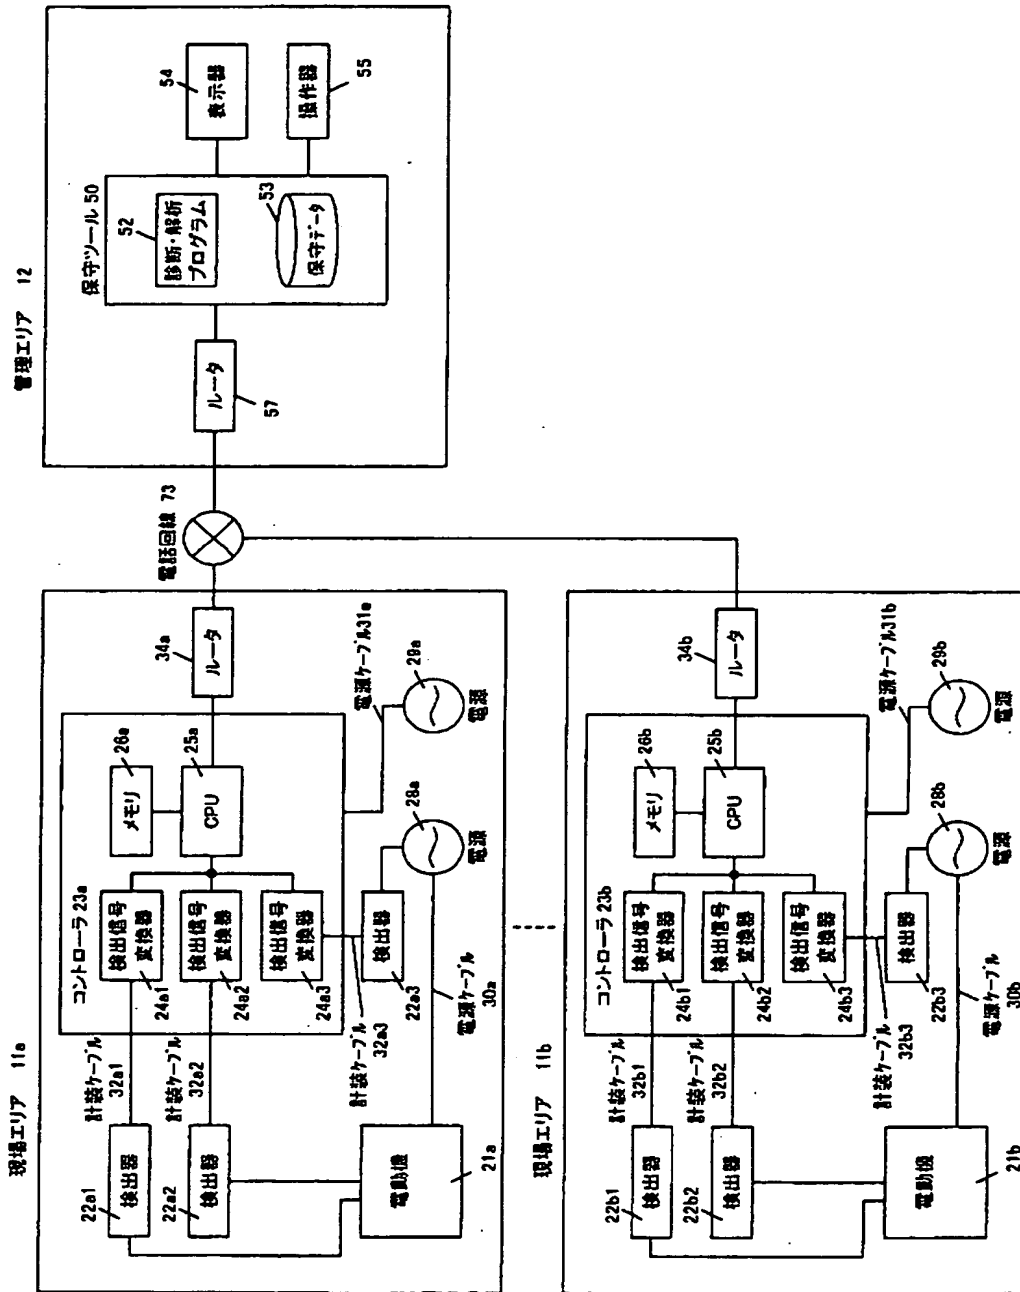 現場エリア 11a
22a1
検出器
22a2
検出器
電動機
21a
計装ケーブル
32a1
計装ケーブル
32a2
コントローラ 23a
検出信号
変換器
24a1
検出信号
変換器
24a2
検出信号
変換器
24a3
計装ケーブル
32a3
検出器
22a3
電源ケーブル
30a
メモリ
26a
CPU
25a
28a
電源
29a
電源
電源ケーブル31a
34a
ルータ
電話回線 73
管理エリア 12
ルータ
57
保守ツール 50
52
診断・解析
プログラム
53
保守データ
54
表示器
55
操作器
現場エリア 11b
22b1
検出器
22b2
検出器
電動機
21b
計装ケーブル
32b1
計装ケーブル
32b2
コントローラ 23b
検出信号
変換器
24b1
検出信号
変換器
24b2
検出信号
変換器
24b3
計装ケーブル
32b3
検出器
22b3
電源ケーブル
30b
メモリ
26b
CPU
25b
28b
電源
29b
電源
電源ケーブル31b
34b
ルータ